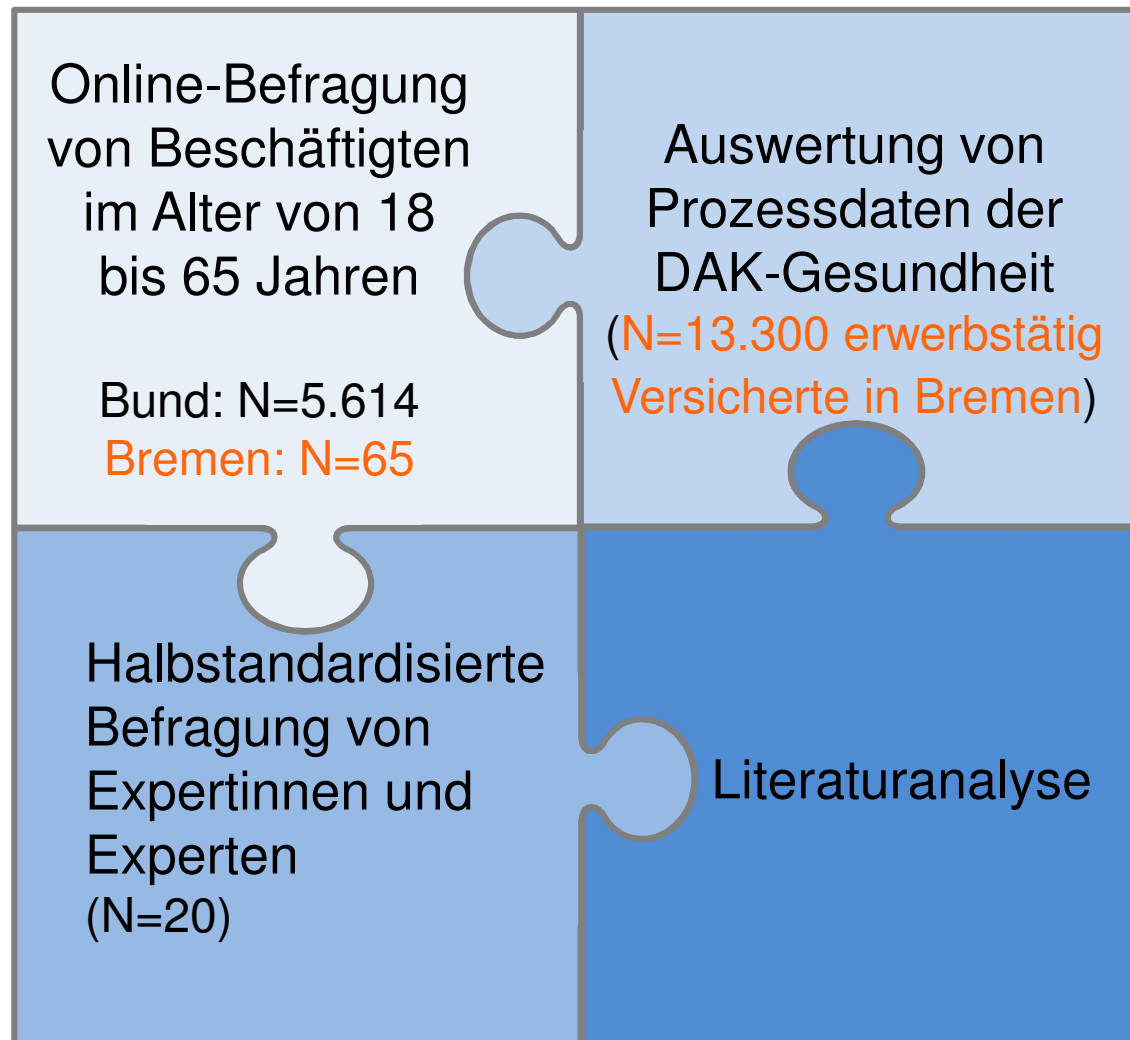 Online-Befragung
von Beschäftigten
im Alter von 18
bis 65 Jahren
Bund: N=5.614
Bremen: N=65
Auswertung von
Prozessdaten der
DAK-Gesundheit
(N=13.300 erwerbstätig
Versicherte in Bremen)
Halbstandardisierte
Befragung von
Expertinnen und
Experten
(N=20)
Literaturanalyse